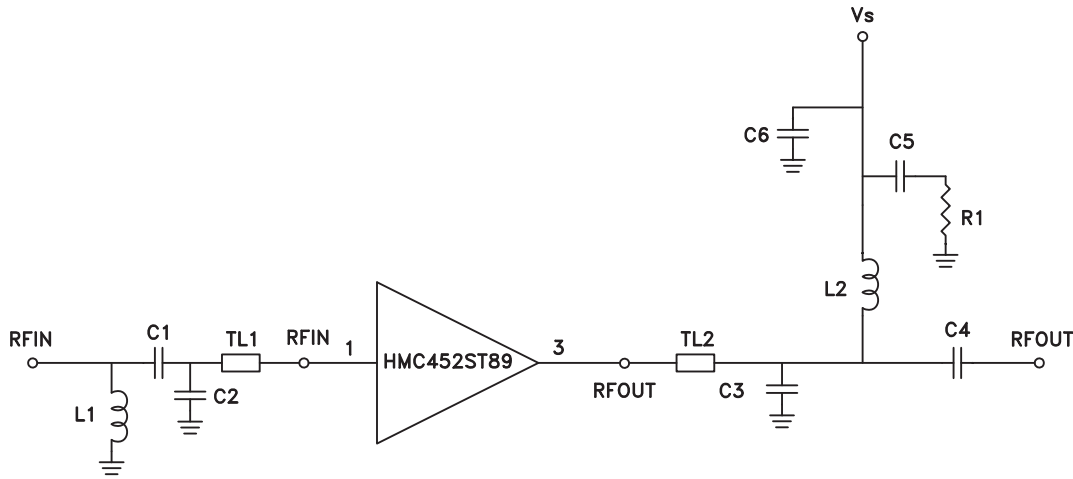 Vs
C6
C5
R1
L2
RFIN
C1
TL1
RFIN
1
HMC452ST89
3
RFOUT
TL2
C3
C4
RFOUT
L1
C2